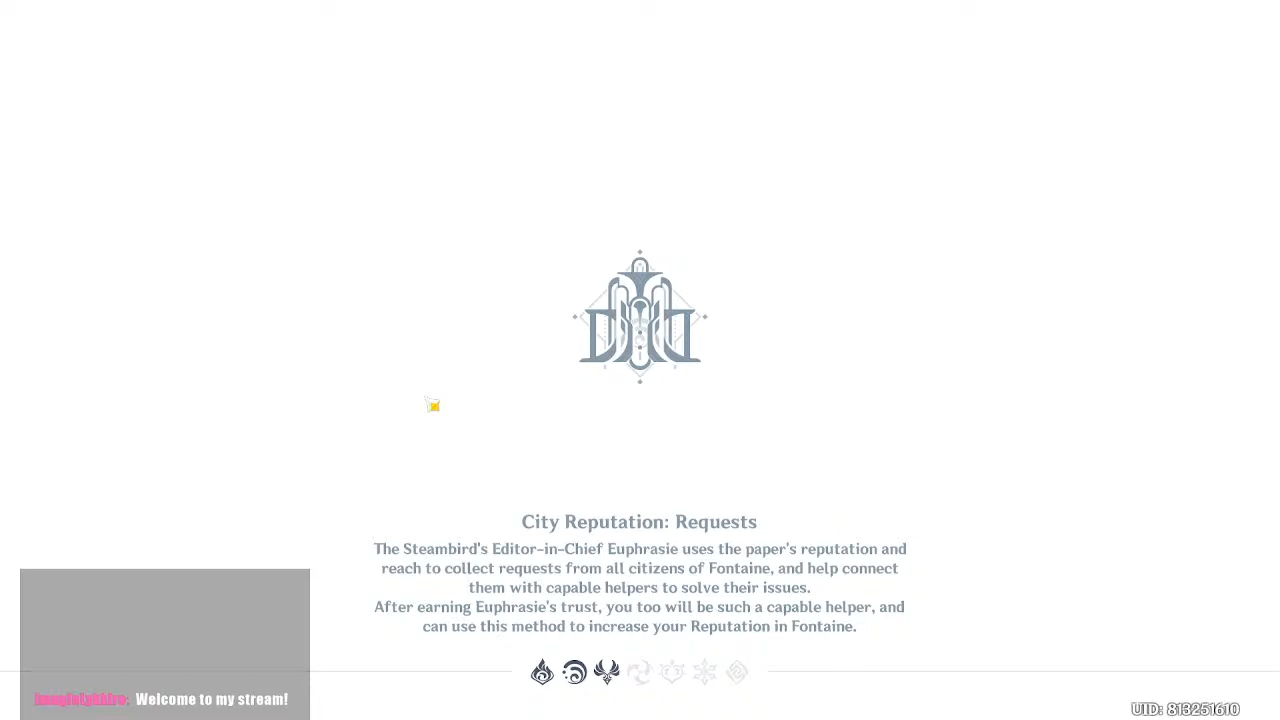 City Reputation: Requests
The Steambird's Editor-in-Chief Euphrasie uses the paper's reputation and
reach to collect requests from all citizens of Fontaine, and help connect
them with capable helpers to solve their issues.
After earning Euphrasie's trust, you too will be such a capable helper, and
can use this method to increase your Reputation in Fontaine.
Welcome to my stream!
UID: 813251610